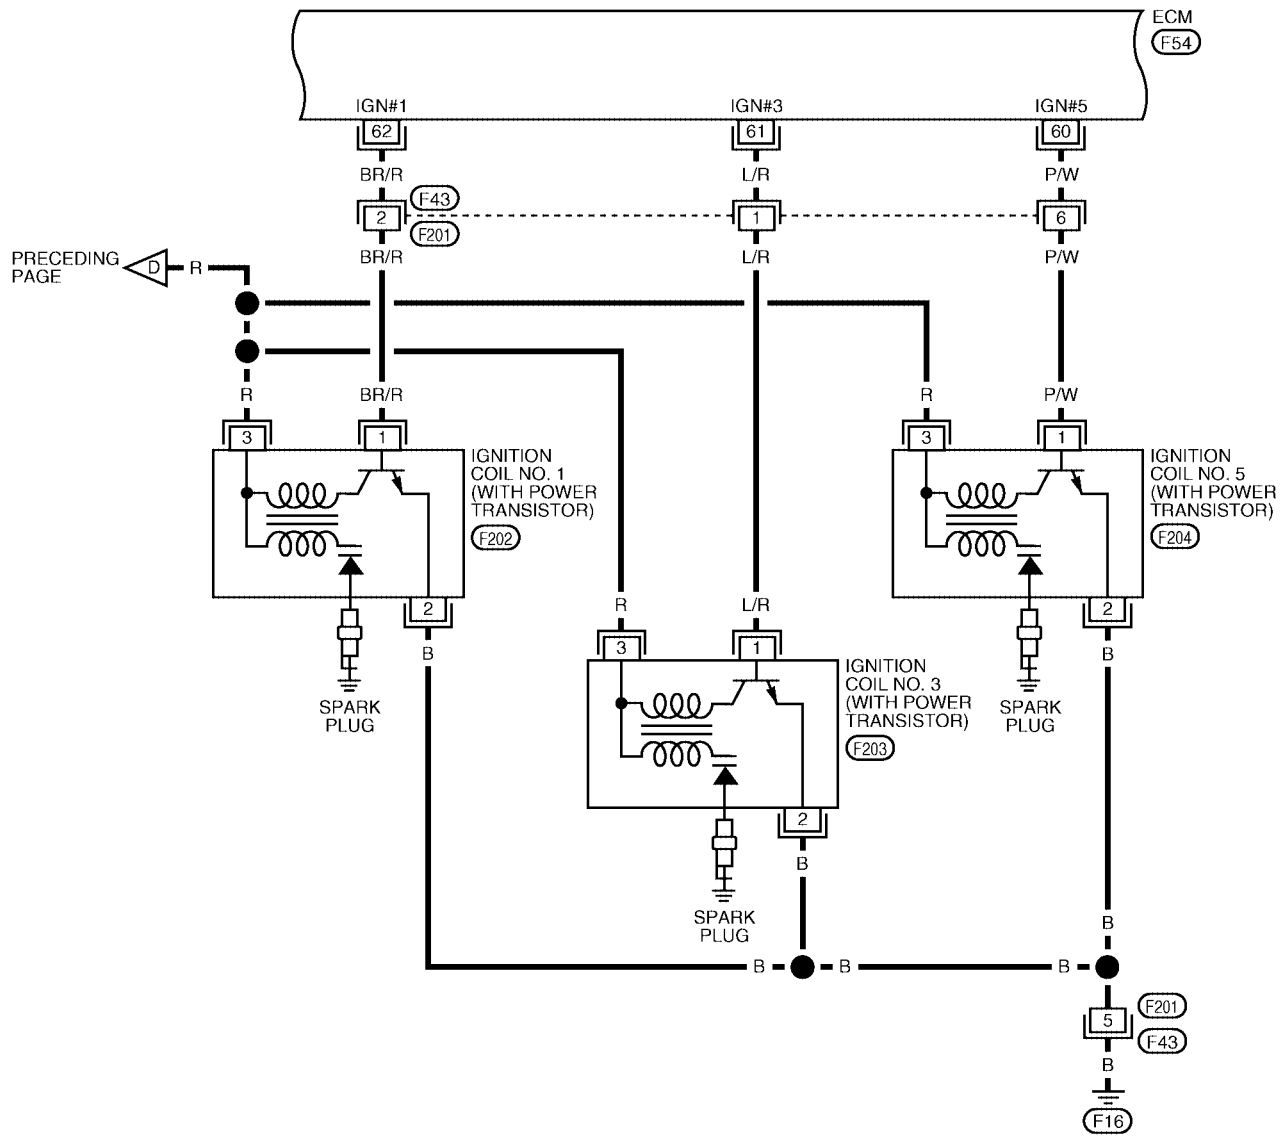 ECM
F54
IGN#1 IGN#3 IGN#5
62 61 60
BR/R L/R P/W
F43
2 1 6
F201
BR/R L/R P/W
PRECEDING
PAGE
D R
R BR/R R P/W
3 1 3 1
IGNITION
COIL NO. 1
(WITH POWER
TRANSISTOR)
F202
IGNITION
COIL NO. 5
(WITH POWER
TRANSISTOR)
F204
R L/R
2 2
B B
3 1
SPARK
PLUG
IGNITION
COIL NO. 3
(WITH POWER
TRANSISTOR)
F203
SPARK
PLUG
2
B
SPARK
PLUG
B
B B B
F201
5
F43
B
F16